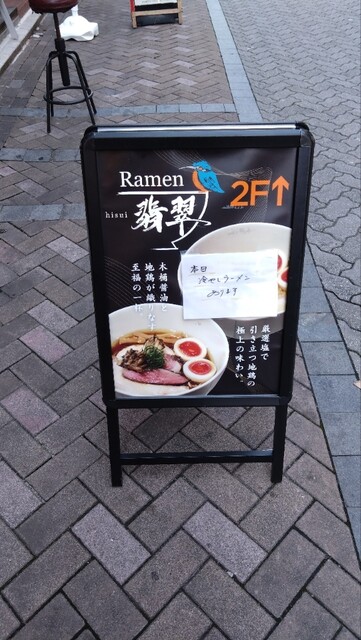 Ramen
hisui
翡翠
2F↑
本日
冷やしラーメン
あります
木桶醤油と
地鶏が織りなす
至福の一杯。
厳選塩で
引き立つ地鶏の
極上の味わい。